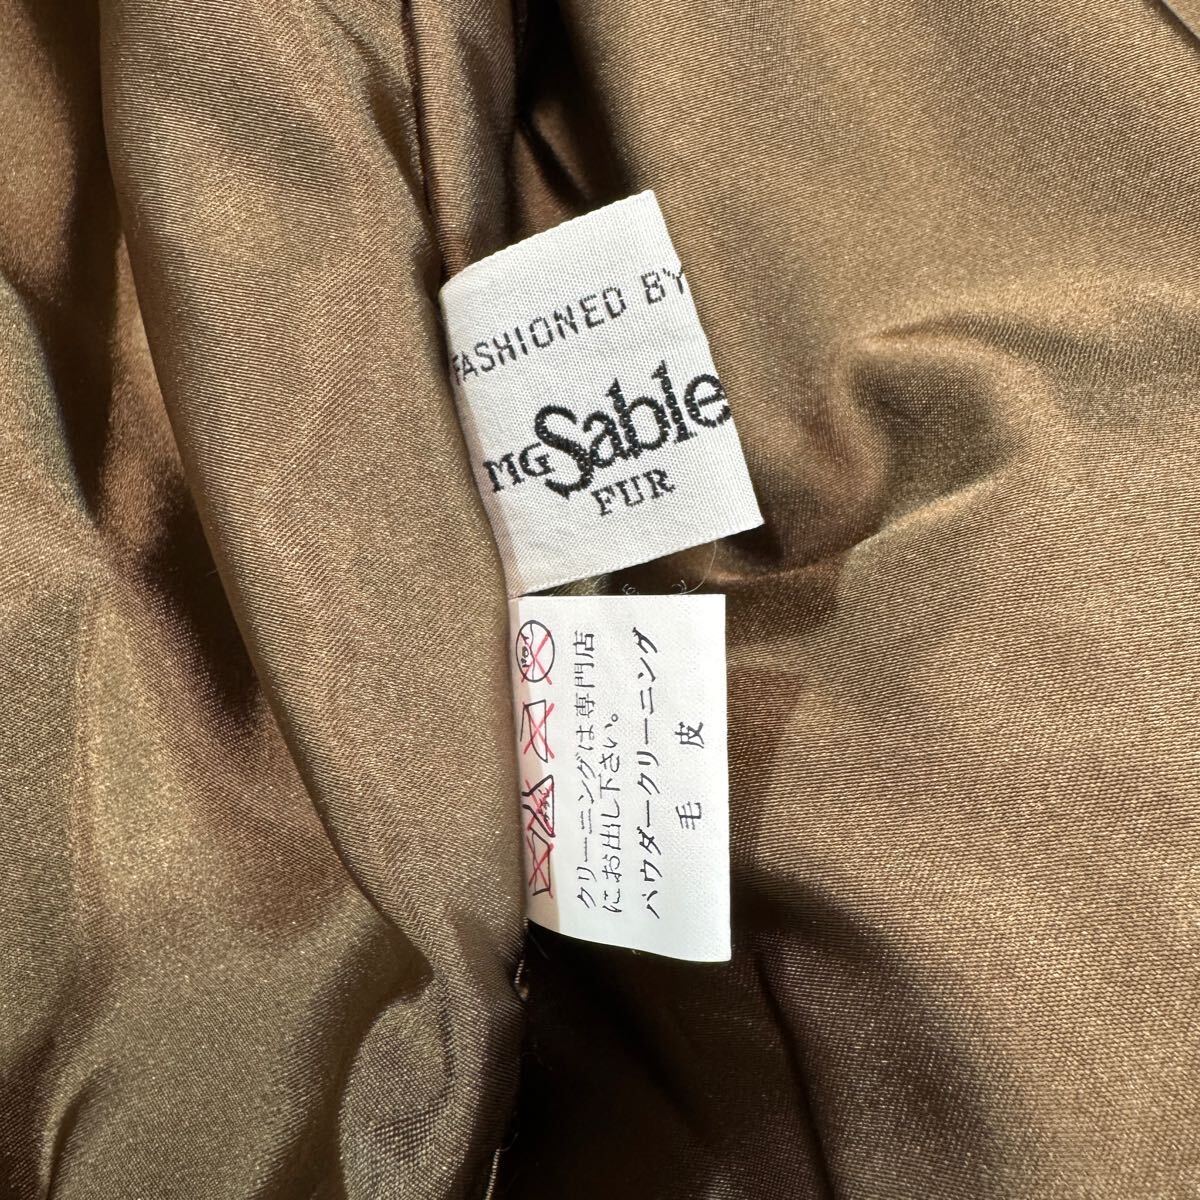 FASHIONED BY
MG Sable
FUR
クリーニングは専門店
にお出し下さい。
パウダークリーニング
毛 皮